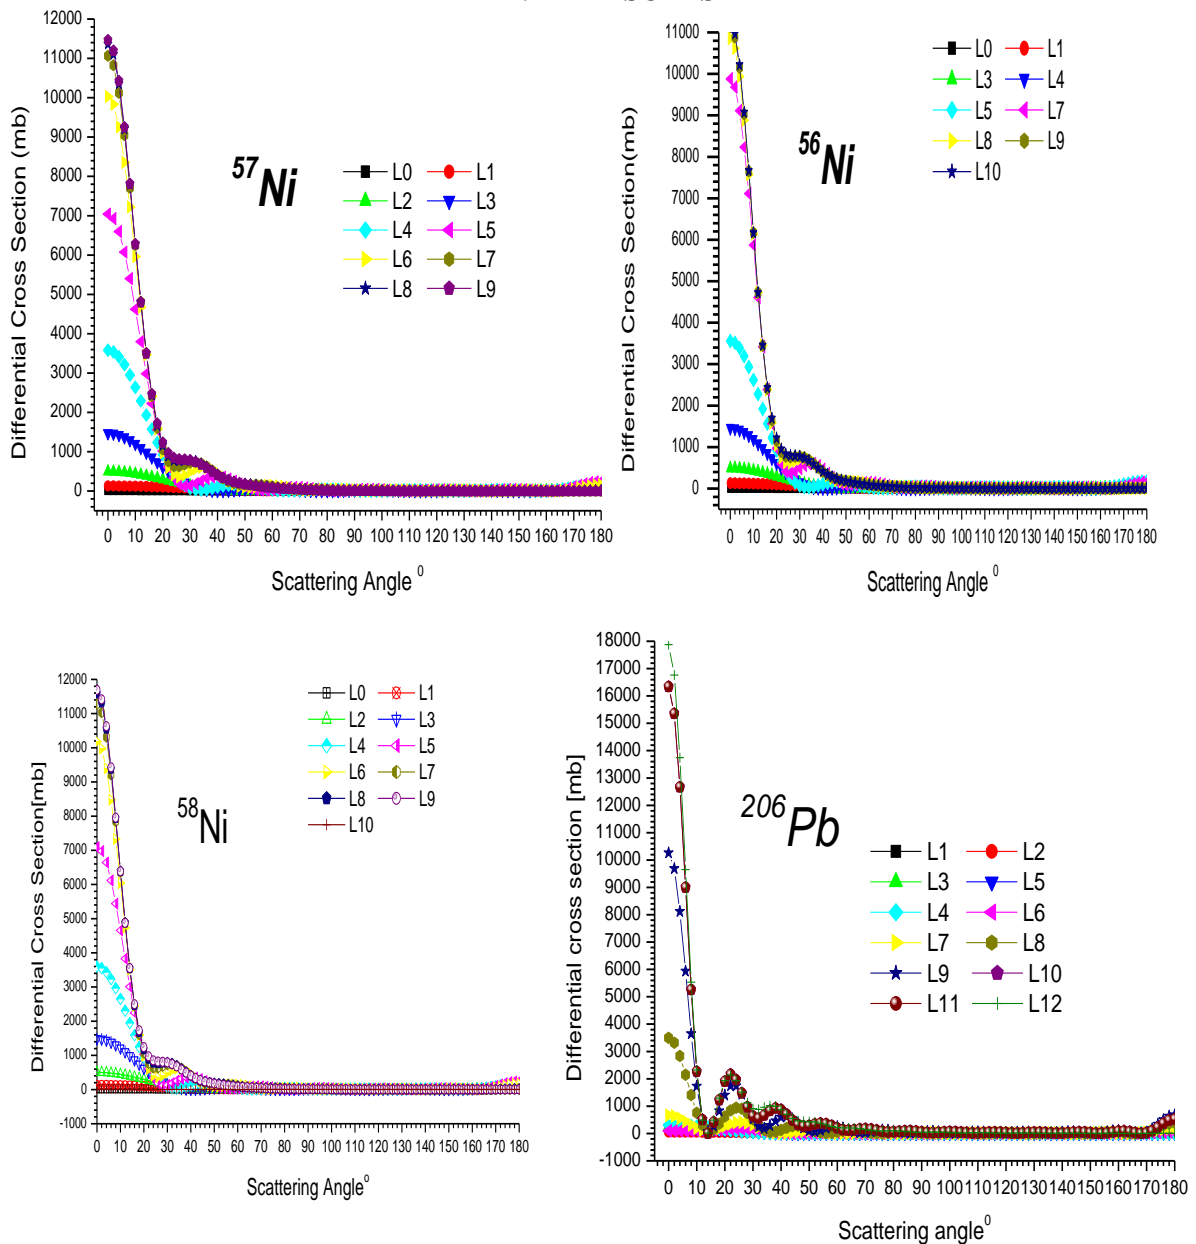 12000
11000
10000
9000
8000
7000
6000
5000
4000
3000
2000
1000
0
Differential Cross Section (mb)
57Ni
L0 L1
L2 L3
L4 L5
L6 L7
L8 L9
0 10 20 30 40 50 60 70 80 90 100 110 120 130 140 150 160 170 180
Scattering Angle 0
11000
10000
9000
8000
7000
6000
5000
4000
3000
2000
1000
0
Differential Cross Section(mb)
56Ni
L0 L1
L3 L4
L5 L7
L8 L9
L10
0 10 20 30 40 50 60 70 80 90 100 110 120 130 140 150 160 170 180
Scattering Angle 0
12000
11000
10000
9000
8000
7000
6000
5000
4000
3000
2000
1000
0
-1000
Differential Cross Section[mb]
58Ni
L0 L1
L2 L3
L4 L5
L6 L7
L8 L9
L10
0 10 20 30 40 50 60 70 80 90 100 110 120 130 140 150 160 170 180
Scattering Angle0
18000
17000
16000
15000
14000
13000
12000
11000
10000
9000
8000
7000
6000
5000
4000
3000
2000
1000
0
-1000
Differential cross section [mb]
206Pb
L1 L2
L3 L5
L4 L6
L7 L8
L9 L10
L11 L12
0 10 20 30 40 50 60 70 80 90 100 110 120 130 140 150 160 170 180
Scattering angle0